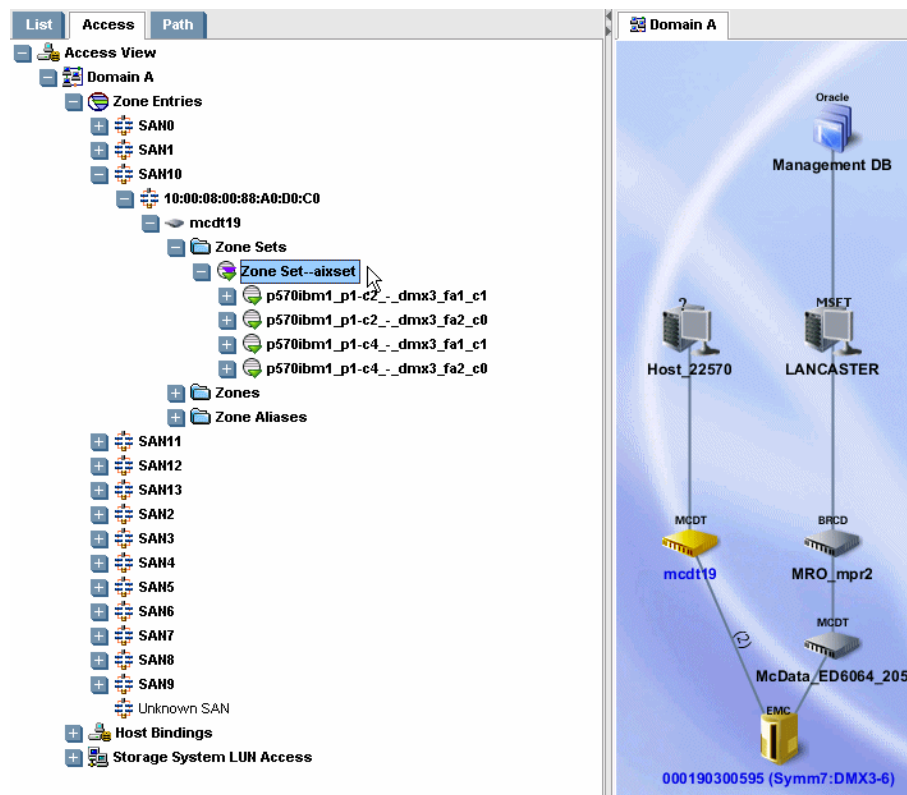 List Access Path
Access View
Domain A
Zone Entries
SAN0
SAN1
SAN10
10:00:08:00:88:A0:D0:C0
mcdt19
Zone Sets
Zone Set--aixset
p570ibm1_p1-c2_-_dmx3_fa1_c1
p570ibm1_p1-c2_-_dmx3_fa2_c0
p570ibm1_p1-c4_-_dmx3_fa1_c1
p570ibm1_p1-c4_-_dmx3_fa2_c0
Zones
Zone Aliases
SAN11
SAN12
SAN13
SAN2
SAN3
SAN4
SAN5
SAN6
SAN7
SAN8
SAN9
Unknown SAN
Host Bindings
Storage System LUN Access
Domain A
Oracle
Management DB
?
Host_22570
MSFT
LANCASTER
MCDT
mcdt19
BRCD
MRO_mpr2
(2)
MCDT
McData_ED6064_205
EMC
000190300595 (Symm7:DMX3-6)